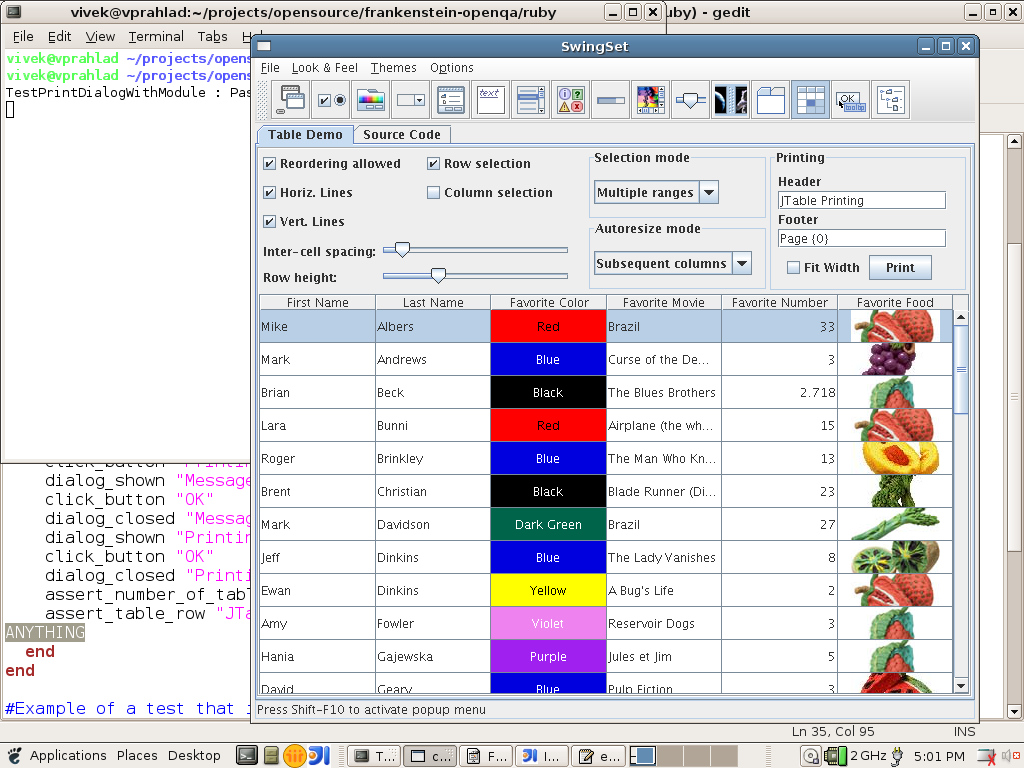 vivek@vprahlad:~/projects/opensource/frankenstein-openqa/ruby
uby) - gedit
File Edit View Terminal Tabs H
vivek@vprahlad ~/projects/opens
vivek@vprahlad ~/projects/opens
TestPrintDialogWithModule : Pas
SwingSet
File Look & Feel Themes Options
text
OK
tooltip
Table Demo Source Code
Reordering allowed Row selection
Horiz. Lines Column selection
Vert. Lines
Inter-cell spacing:
Row height:
Selection mode
Multiple ranges
Autoresize mode
Subsequent columns
Printing
Header
JTable Printing
Footer
Page {0}
Fit Width Print
First Name Last Name Favorite Color Favorite Movie Favorite Number Favorite Food
Mike Albers Red Brazil 33
Mark Andrews Blue Curse of the De... 3
Brian Beck Black The Blues Brothers 2.718
Lara Bunni Red Airplane (the wh... 15
Roger Brinkley Blue The Man Who Kn... 13
Brent Christian Black Blade Runner (Di... 23
Mark Davidson Dark Green Brazil 27
Jeff Dinkins Blue The Lady Vanishes 8
Ewan Dinkins Yellow A Bug's Life 2
Amy Fowler Violet Reservoir Dogs 3
Hania Gajewska Purple Jules et Jim 5
David Geary Blue Pulp Fiction 3
Press Shift-F10 to activate popup menu
click_button "Printin
dialog_shown "Message
click_button "OK"
dialog_closed "Messag
dialog_shown "Printin
click_button "OK"
dialog_closed "Printi
assert_number_of_tabl
assert_table_row "JTa
ANYTHING
end
end
#Example of a test that i
Ln 35, Col 95 INS
Applications Places Desktop T... c... F... I... e... 2 GHz 5:01 PM